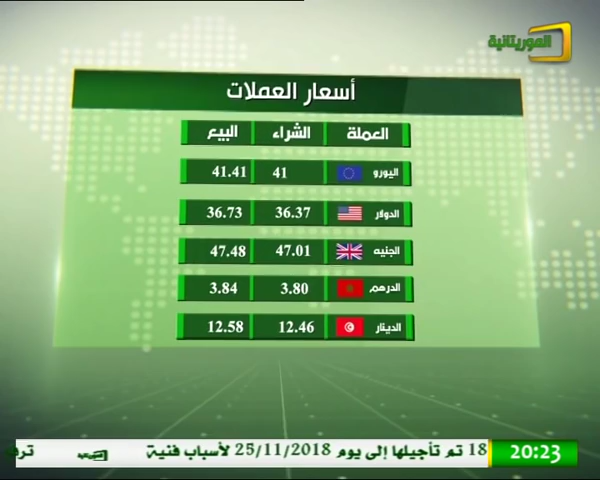 الموريتانية
أسعار العملات
العملة الشراء البيع
اليورو 41 41.41
الدولار 36.37 36.73
الجنيه 47.01 47.48
الدرهم 3.80 3.84
الدينار 12.46 12.58
20:23 18 تم تأجيلها إلى يوم 25/11/2018 لأسباب فنية